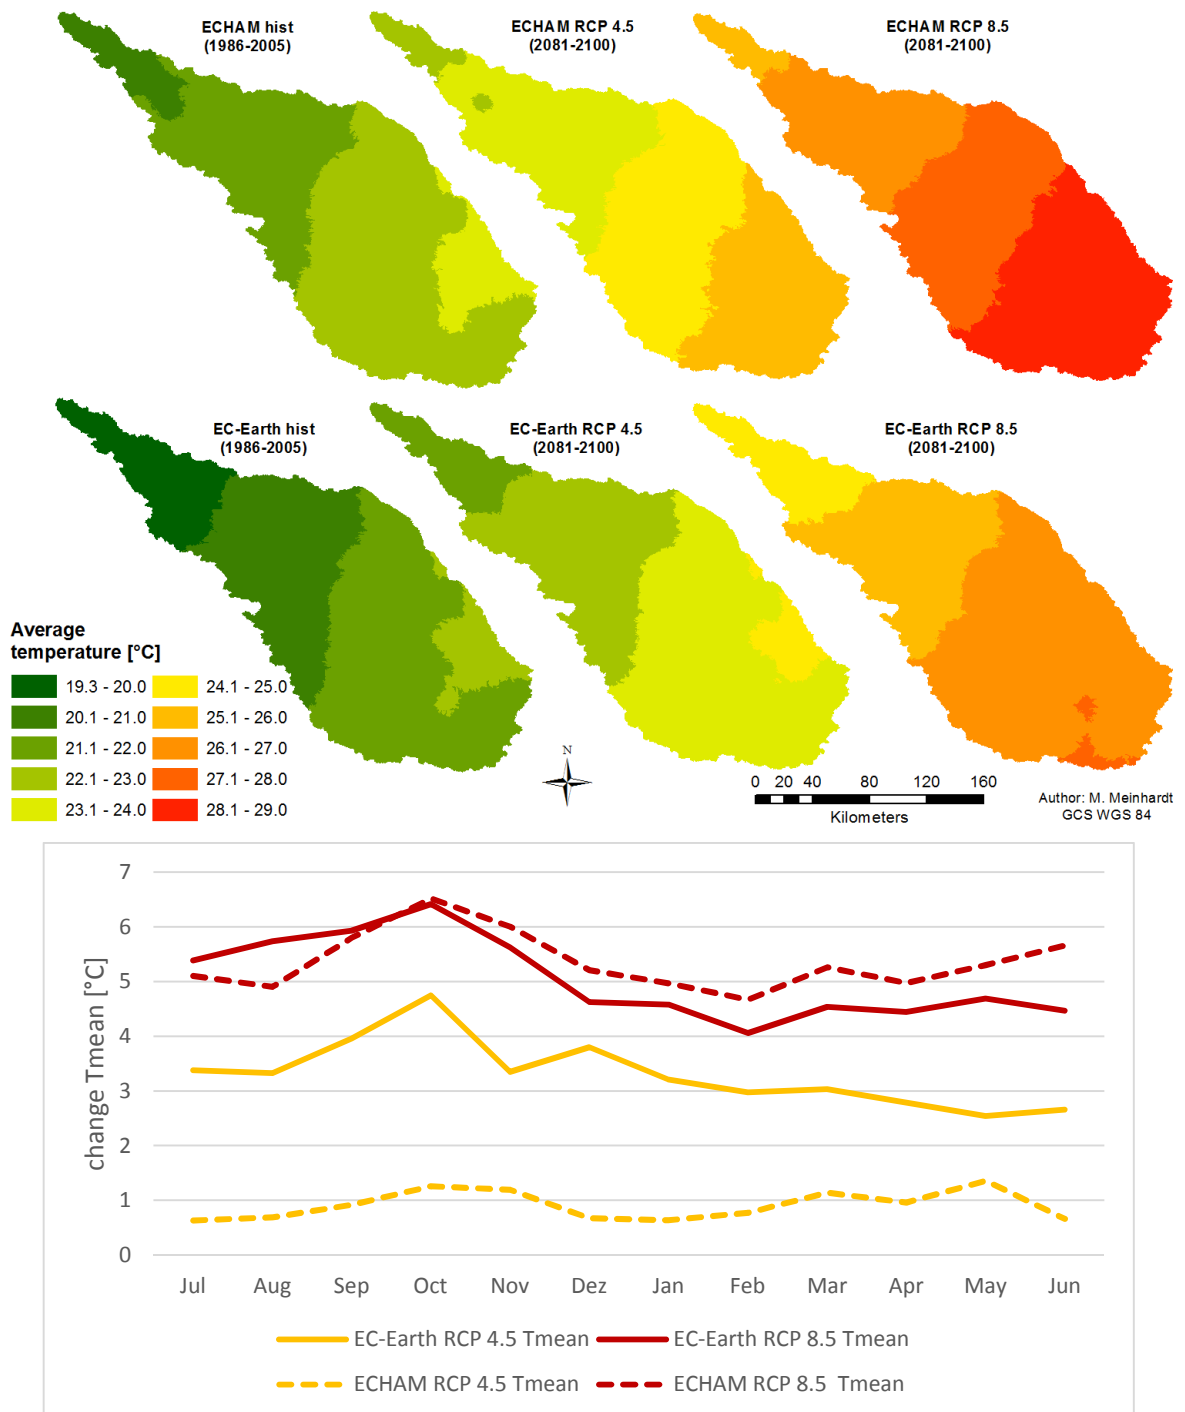 ECHAM hist
(1986-2005)
ECHAM RCP 4.5
(2081-2100)
ECHAM RCP 8.5
(2081-2100)
EC-Earth hist
(1986-2005)
EC-Earth RCP 4.5
(2081-2100)
EC-Earth RCP 8.5
(2081-2100)
Average
temperature [°C]
19.3 - 20.0
20.1 - 21.0
21.1 - 22.0
22.1 - 23.0
23.1 - 24.0
24.1 - 25.0
25.1 - 26.0
26.1 - 27.0
27.1 - 28.0
28.1 - 29.0
N
0 20 40 80 120 160
Kilometers
Author: M. Meinhardt
GCS WGS 84
change Tmean [°C]
7
6
5
4
3
2
1
0
Jul Aug Sep Oct Nov Dez Jan Feb Mar Apr May Jun
EC-Earth RCP 4.5 Tmean
EC-Earth RCP 8.5 Tmean
ECHAM RCP 4.5 Tmean
ECHAM RCP 8.5 Tmean